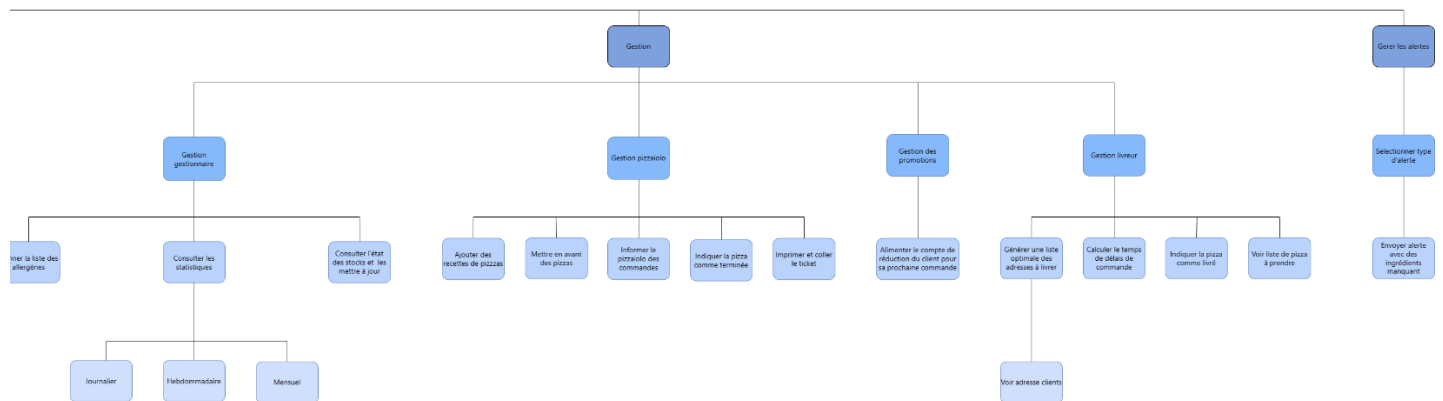 Gestion
Gerer les alertes
Gestion
gestionnaire
Gestion pizzaiolo
Gestion des
promotions
Gestion livreur
Selectionner type
d'alerte
la liste des
allergènes
Consulter les
statistiques
Consulter l'état
des stocks et les
mettre à jour
Ajouter des
recettes de pizzzas
Mettre en avant
des pizzas
Informer le
pizzaiolo des
commandes
Indiquer la pizza
comme terminée
Imprimer et coller
le ticket
Alimenter le compte de
réduction du client pour
sa prochaine commande
Générer une liste
optimale des
adresses à livrer
Calculer le temps
de délais de
commande
Indiquer la pizza
comme livré
Voir liste de pizza
à prendre
Envoyer alerte
avec des
ingrédients
manquant
Journalier
Hebdommadaire
Mensuel
Voir adresse clients